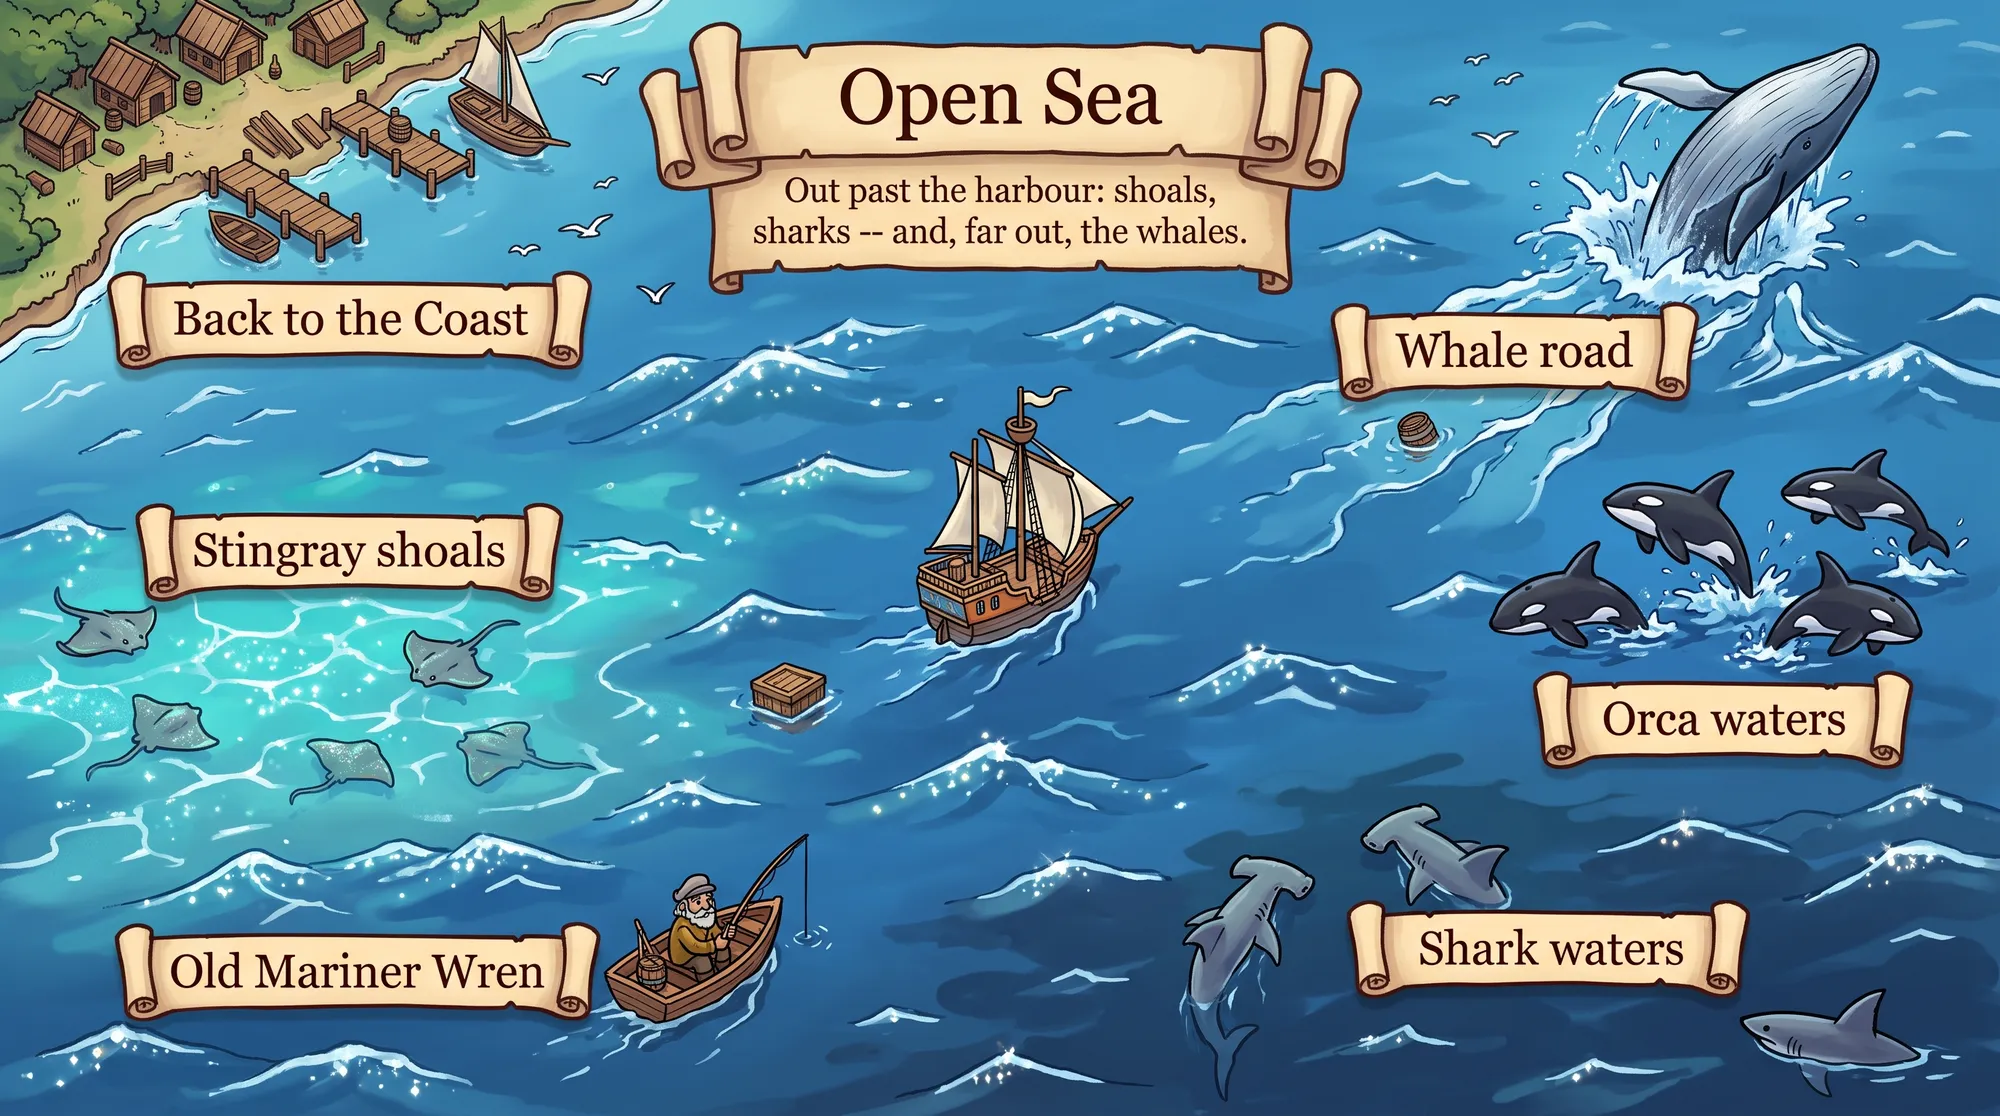 Open Sea
Out past the harbour: shoals,
sharks -- and, far out, the whales.
Back to the Coast
Whale road
Stingray shoals
Orca waters
Old Mariner Wren
Shark waters